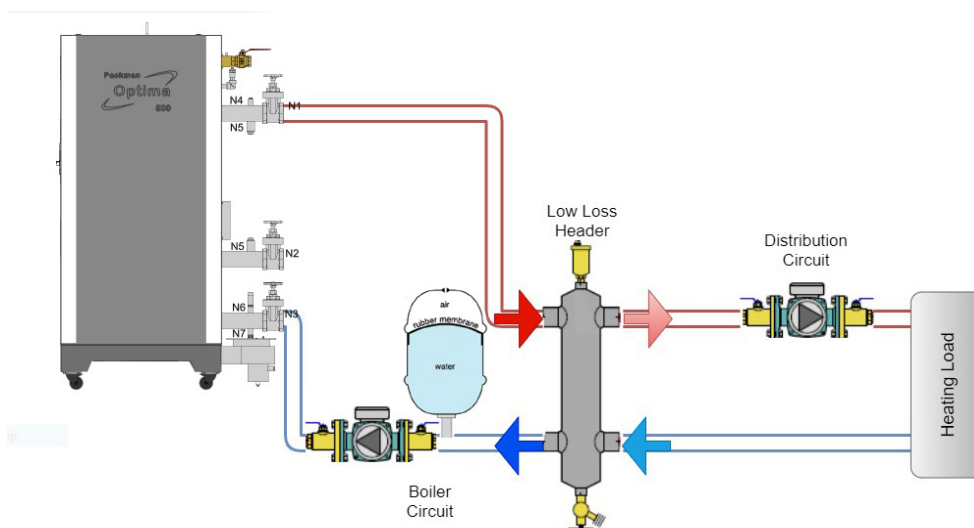 Packman
Optima
600
N4
N1
N5
N5
N2
N6
N3
N7
Low Loss
Header
Distribution
Circuit
air
rubber membrane
water
Heating Load
Boiler
Circuit